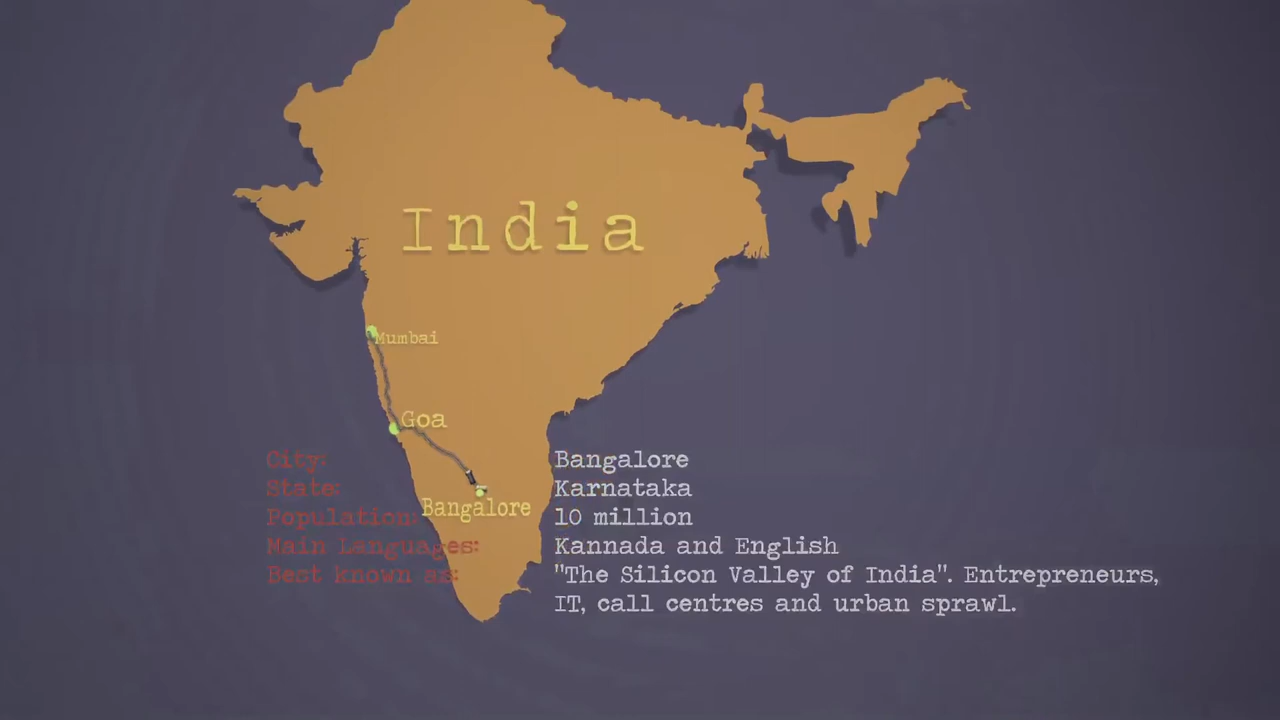 India
Mumbai
Goa
City: Bangalore
State: Karnataka
Bangalore
Population: 10 million
Main Languages: Kannada and English
Best known as: "The Silicon Valley of India". Entrepreneurs,
IT, call centres and urban sprawl.